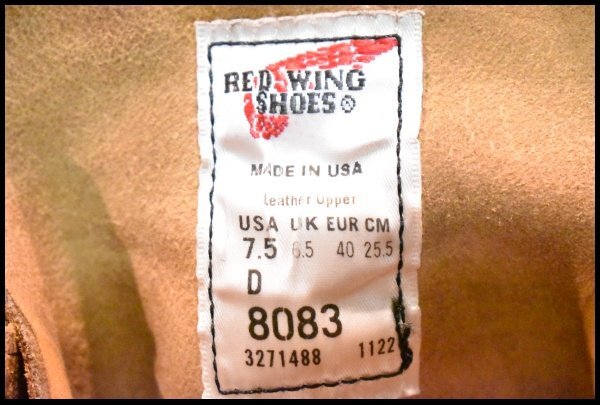 RED WING
SHOES®
MADE IN USA
Leather Upper
USA UK EUR CM
7.5 6.5 40 25.5
D
8083
3271488 1122